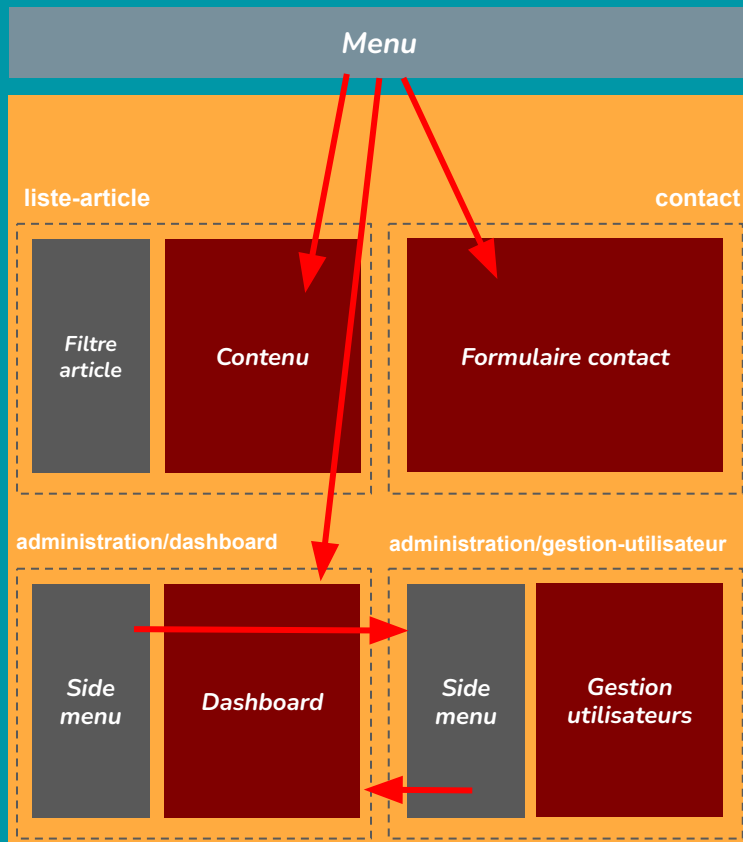 Menu
liste-article
contact
Filtre
article
Contenu
Formulaire contact
administration/dashboard
administration/gestion-utilisateur
Side
menu
Dashboard
Side
menu
Gestion
utilisateurs